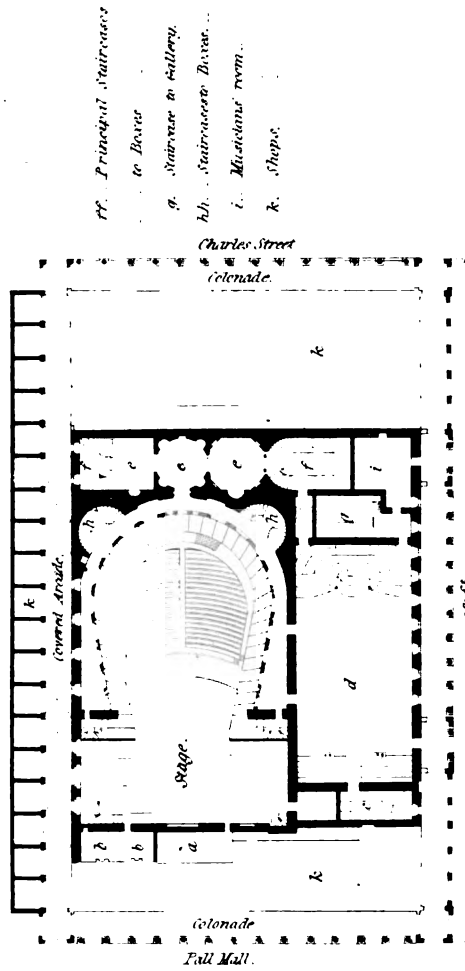 ff. Principal Staircases
to Boxes
g. Staircase to Gallery.
hh. Staircases to Boxes.
i. Musicians' room.
k. Shops.
Charles Street
Colonade.
k
f
e
e
e
f
i
h
h
g
Covered Arcade.
k
d
Stage.
c
c
c
b
b
a
k
Colonade
Pall Mall.